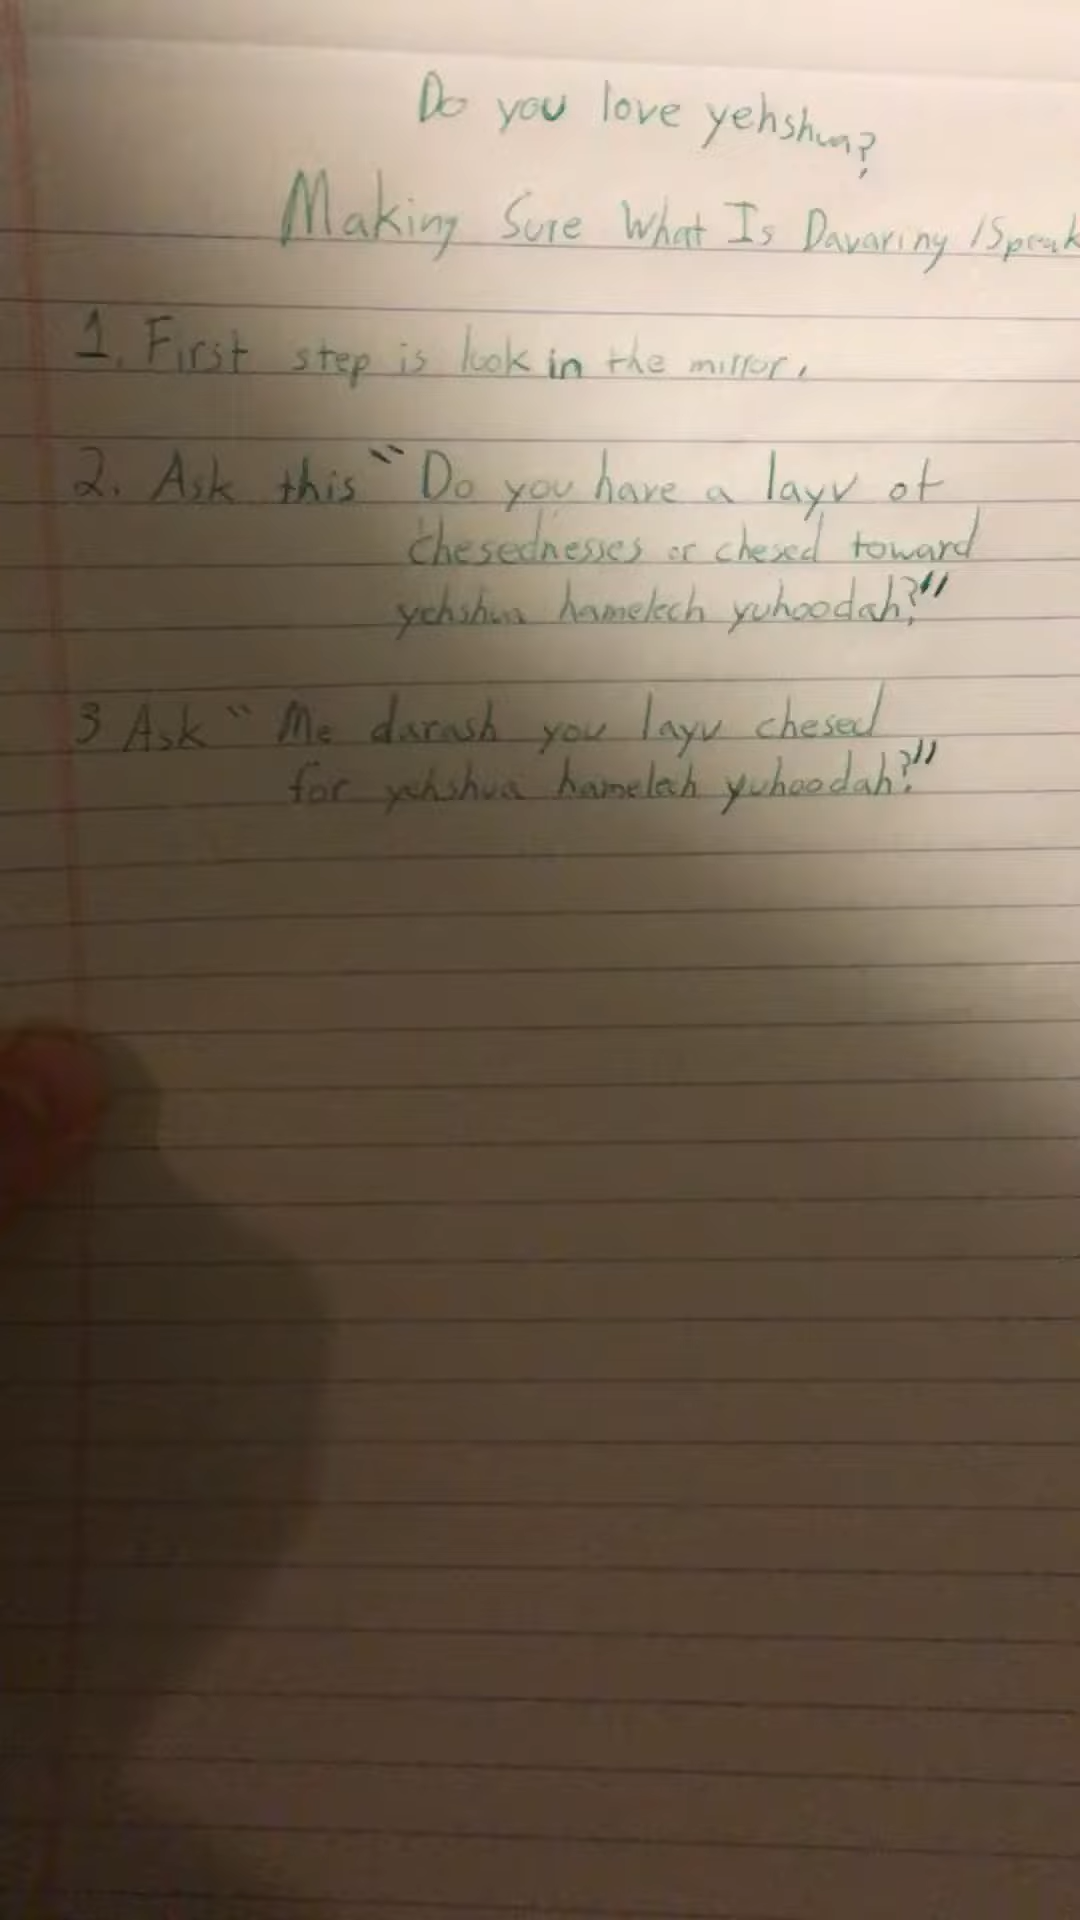 Do you love yehshua?
Making Sure What Is Davaring /Speak
1. First step is look in the mirror.
2. Ask this "Do you have a layv of
chesednesses or chesed toward
yehshua hamelech yuhoodah?"
3 Ask "Me darash you layv chesed
for yehshua hamelech yuhoodah?"